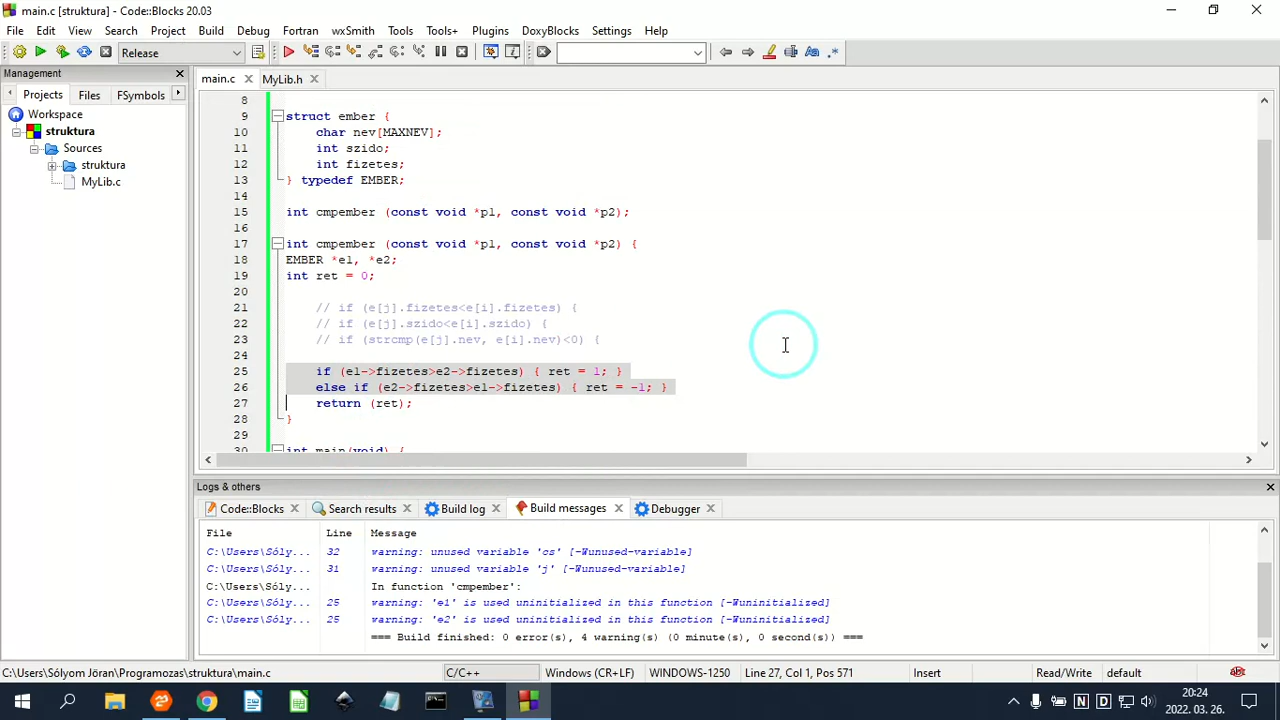 main.c [struktura] - Code::Blocks 20.03
File Edit View Search Project Build Debug Fortran wxSmith Tools Tools+ Plugins DoxyBlocks Settings Help
Release
Management
Projects Files FSymbols
Workspace
struktura
Sources
struktura
MyLib.c
main.c MyLib.h
8
9 struct ember {
10 char nev[MAXNEV];
11 int szido;
12 int fizetes;
13 } typedef EMBER;
14
15 int cmpember (const void *p1, const void *p2);
16
17 int cmpember (const void *p1, const void *p2) {
18 EMBER *e1, *e2;
19 int ret = 0;
20
21 // if (e[j].fizetes<e[i].fizetes) {
22 // if (e[j].szido<e[i].szido) {
23 // if (strcmp(e[j].nev, e[i].nev)<0) {
24
25 if (e1->fizetes>e2->fizetes) { ret = 1; }
26 else if (e2->fizetes>e1->fizetes) { ret = -1; }
27 return (ret);
28 }
29
30 int main(void) {
Logs & others
Code::Blocks Search results Build log Build messages Debugger
File Line Message
C:\Users\Sóly... 32 warning: unused variable 'cs' [-Wunused-variable]
C:\Users\Sóly... 31 warning: unused variable 'j' [-Wunused-variable]
C:\Users\Sóly... In function 'cmpember':
C:\Users\Sóly... 25 warning: 'e1' is used uninitialized in this function [-Wuninitialized]
C:\Users\Sóly... 25 warning: 'e2' is used uninitialized in this function [-Wuninitialized]
=== Build finished: 0 error(s), 4 warning(s) (0 minute(s), 0 second(s)) ===
C:\Users\Sólyom Jóran\Programozas\struktura\main.c C/C++ Windows (CR+LF) WINDOWS-1250 Line 27, Col 1, Pos 571 Insert Read/Write default
20:24
2022. 03. 26.